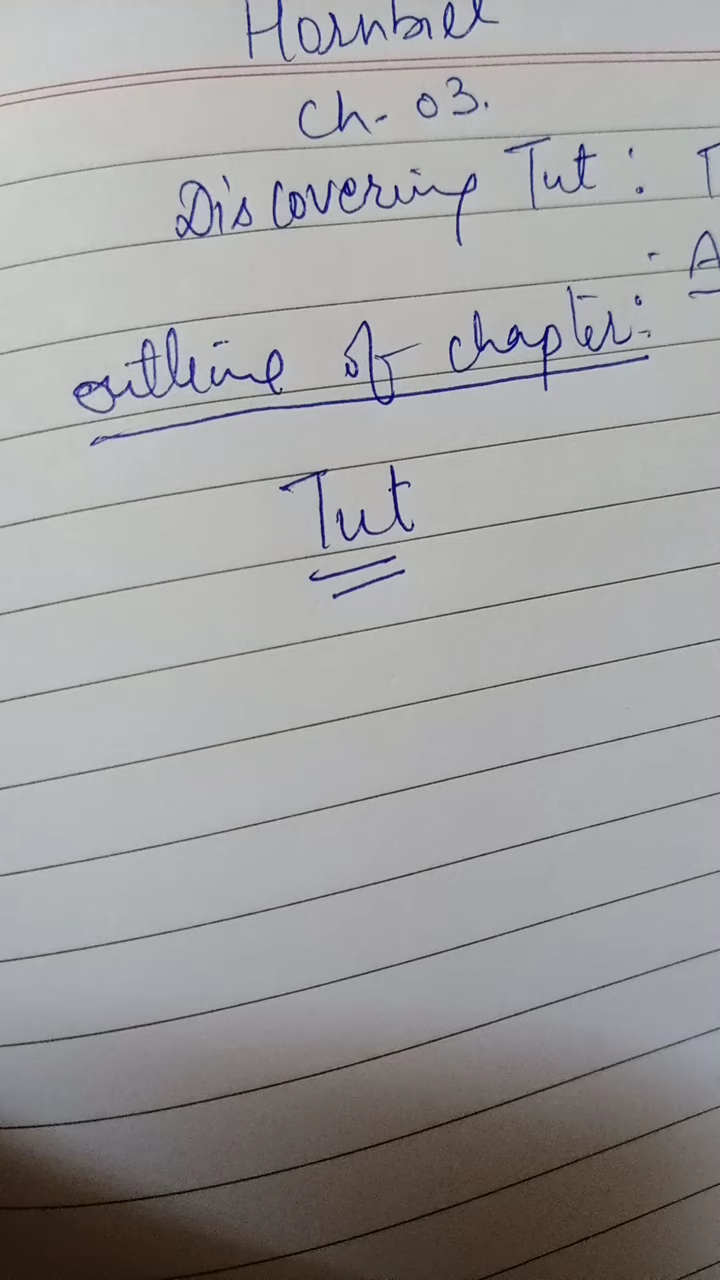 Hornbill
Ch- 03.
Discovering Tut : T
- A
outline of chapter:-
Tut